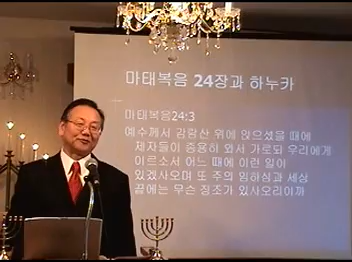 마태복음 24장과 하누카
마태복음24:3
예수께서 감람산 위에 앉으셨을 때에
제자들이 종용히 와서 가로되 우리에게
이르소서 어느 때에 이런 일이
있겠사오며 또 주의 임하심과 세상
끝에는 무슨 징조가 있사오리이까